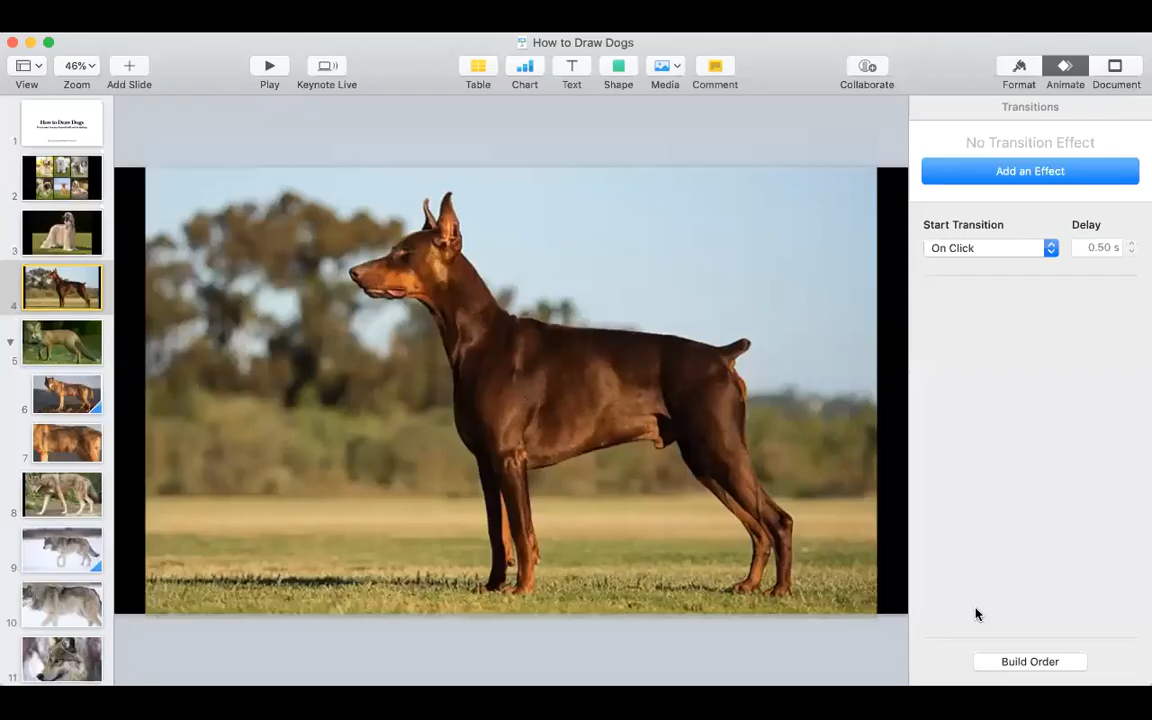 How to Draw Dogs
View
46%
Zoom
Add Slide
Play
Keynote Live
Table
Chart
T
Text
Shape
Media
Comment
Collaborate
Format
Animate
Document
Transitions
No Transition Effect
Add an Effect
Start Transition
Delay
On Click
0.50 s
Build Order
How to Draw Dogs
1
2
3
4
5
6
7
8
9
10
11